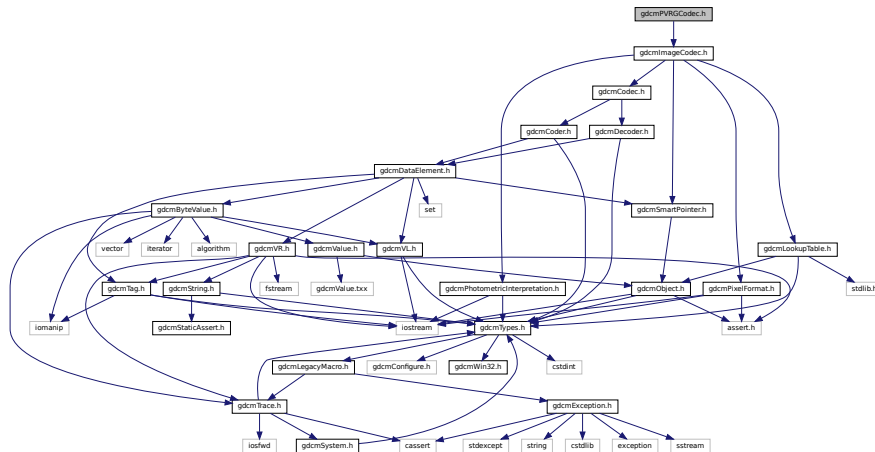 gdcmPVRGCodec.h
gdcmImageCodec.h
gdcmCodec.h
gdcmCoder.h
gdcmDecoder.h
gdcmDataElement.h
gdcmByteValue.h
set
gdcmSmartPointer.h
vector
iterator
algorithm
gdcmVR.h
gdcmValue.h
gdcmVL.h
gdcmLookupTable.h
gdcmTag.h
gdcmString.h
fstream
gdcmValue.txx
gdcmPhotometricInterpretation.h
gdcmObject.h
gdcmPixelFormat.h
stdlib.h
iomanip
gdcmStaticAssert.h
iostream
gdcmTypes.h
assert.h
gdcmLegacyMacro.h
gdcmConfigure.h
gdcmWin32.h
cstdint
gdcmTrace.h
gdcmException.h
iosfwd
gdcmSystem.h
cassert
stdexcept
string
cstdlib
exception
sstream